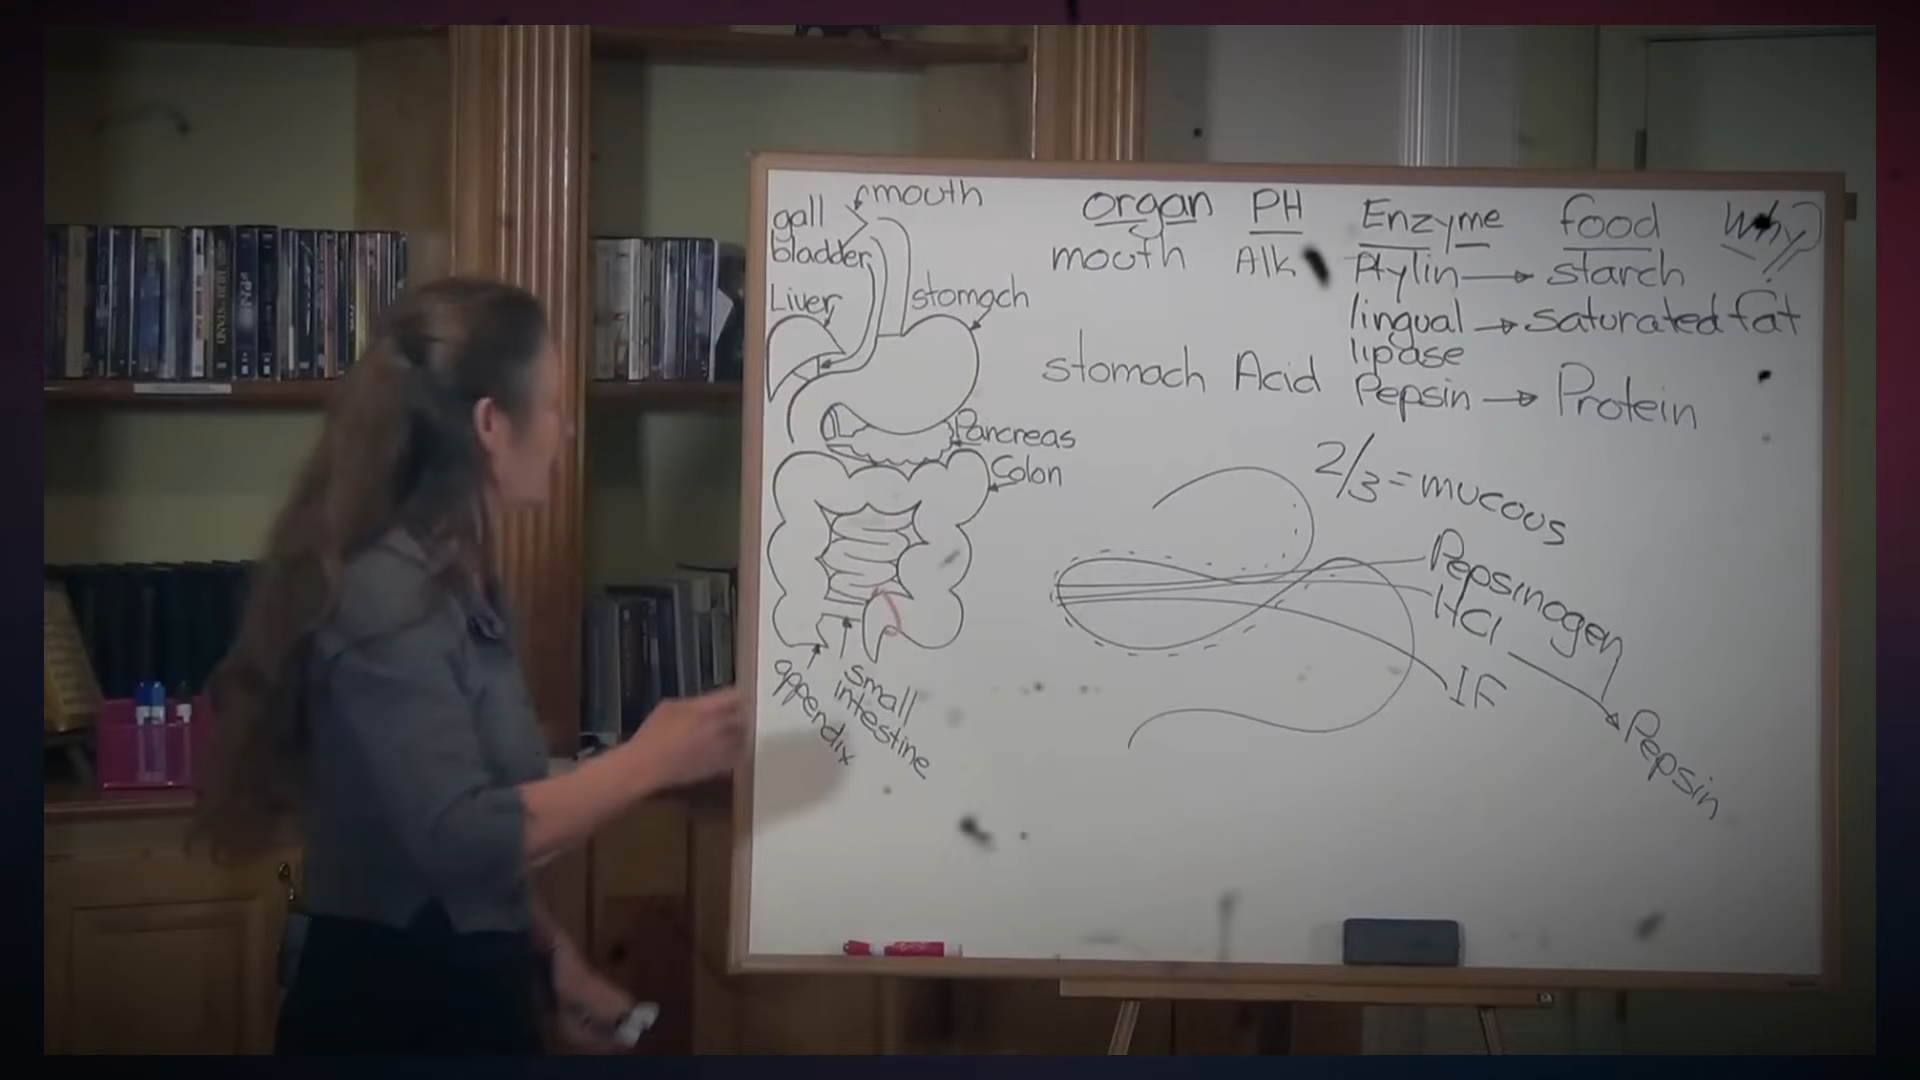 mouth
gall
bladder
Liver
stomach
Pancreas
Colon
appendix
small
intestine
organ PH Enzyme food Why?
mouth Alk Ptylin → starch
lingual → saturated fat
lipase
stomach Acid Pepsin → Protein
2/3 = mucous
Pepsinogen
HCl
IF
Pepsin